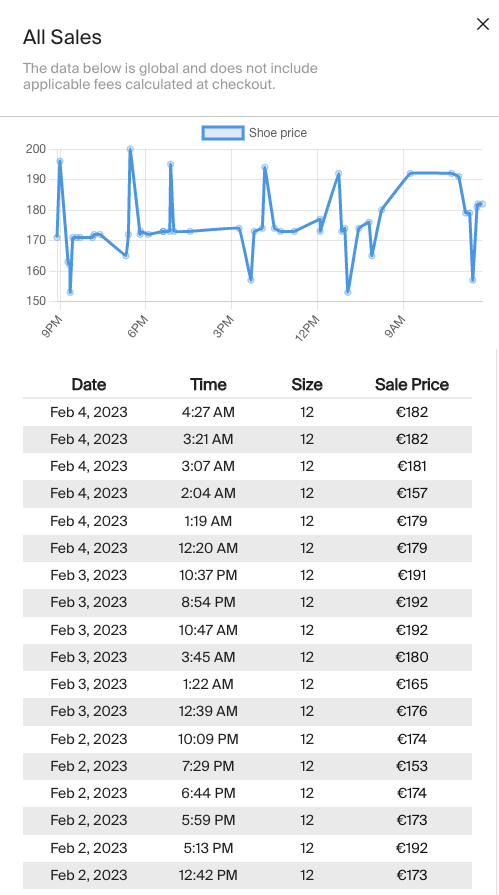 All Sales
The data below is global and does not include
applicable fees calculated at checkout.
Shoe price
200
190
180
170
160
150
9PM 6PM 3PM 12PM 9AM
Date Time Size Sale Price
Feb 4, 2023 4:27 AM 12 €182
Feb 4, 2023 3:21 AM 12 €182
Feb 4, 2023 3:07 AM 12 €181
Feb 4, 2023 2:04 AM 12 €157
Feb 4, 2023 1:19 AM 12 €179
Feb 4, 2023 12:20 AM 12 €179
Feb 3, 2023 10:37 PM 12 €191
Feb 3, 2023 8:54 PM 12 €192
Feb 3, 2023 10:47 AM 12 €192
Feb 3, 2023 3:45 AM 12 €180
Feb 3, 2023 1:22 AM 12 €165
Feb 3, 2023 12:39 AM 12 €176
Feb 2, 2023 10:09 PM 12 €174
Feb 2, 2023 7:29 PM 12 €153
Feb 2, 2023 6:44 PM 12 €174
Feb 2, 2023 5:59 PM 12 €173
Feb 2, 2023 5:13 PM 12 €192
Feb 2, 2023 12:42 PM 12 €173